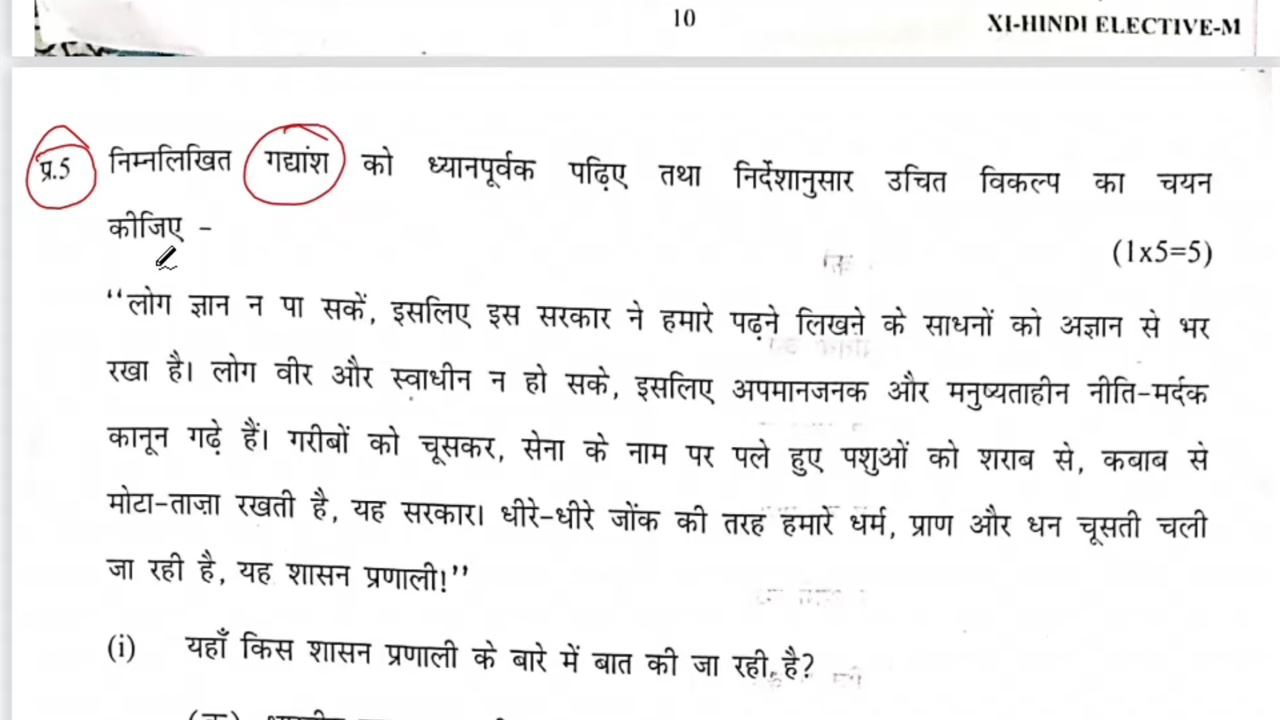 10
XI-HINDI ELECTIVE-M
प्र.5 निम्नलिखित गद्यांश को ध्यानपूर्वक पढ़िए तथा निर्देशानुसार उचित विकल्प का चयन
कीजिए -
(1x5=5)
“लोग ज्ञान न पा सकें, इसलिए इस सरकार ने हमारे पढ़ने लिखने के साधनों को अज्ञान से भर
रखा है। लोग वीर और स्वाधीन न हो सके, इसलिए अपमानजनक और मनुष्यताहीन नीति-मर्दक
कानून गढ़े हैं। गरीबों को चूसकर, सेना के नाम पर पले हुए पशुओं को शराब से, कबाब से
मोटा-ताजा रखती है, यह सरकार। धीरे-धीरे जोंक की तरह हमारे धर्म, प्राण और धन चूसती चली
जा रही है, यह शासन प्रणाली!”
(i) यहाँ किस शासन प्रणाली के बारे में बात की जा रही है?